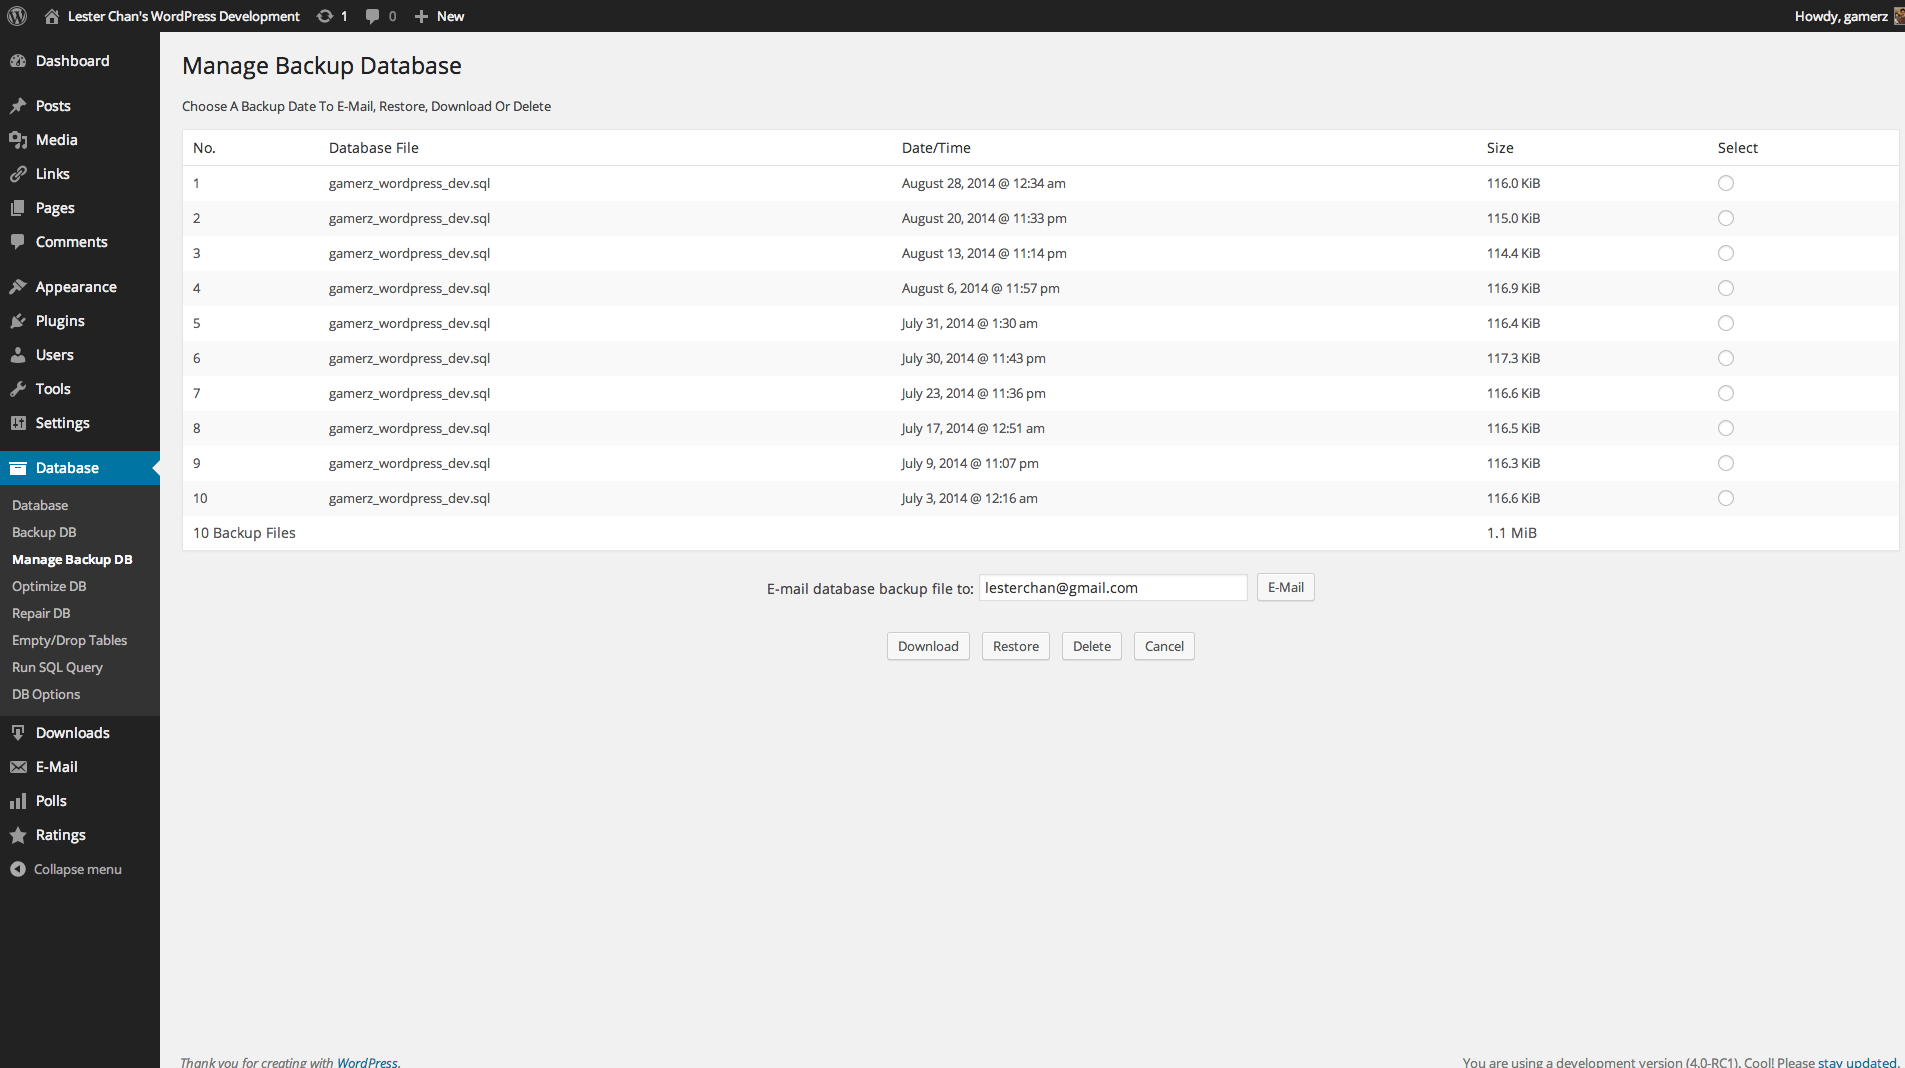 Lester Chan's WordPress Development 1 0 New Howdy, gamerz
Dashboard
Posts
Media
Links
Pages
Comments
Appearance
Plugins
Users
Tools
Settings
Database
Database
Backup DB
Manage Backup DB
Optimize DB
Repair DB
Empty/Drop Tables
Run SQL Query
DB Options
Downloads
E-Mail
Polls
Ratings
Collapse menu
Manage Backup Database
Choose A Backup Date To E-Mail, Restore, Download Or Delete
No. Database File Date/Time Size Select
1 gamerz_wordpress_dev.sql August 28, 2014 @ 12:34 am 116.0 KiB
2 gamerz_wordpress_dev.sql August 20, 2014 @ 11:33 pm 115.0 KiB
3 gamerz_wordpress_dev.sql August 13, 2014 @ 11:14 pm 114.4 KiB
4 gamerz_wordpress_dev.sql August 6, 2014 @ 11:57 pm 116.9 KiB
5 gamerz_wordpress_dev.sql July 31, 2014 @ 1:30 am 116.4 KiB
6 gamerz_wordpress_dev.sql July 30, 2014 @ 11:43 pm 117.3 KiB
7 gamerz_wordpress_dev.sql July 23, 2014 @ 11:36 pm 116.6 KiB
8 gamerz_wordpress_dev.sql July 17, 2014 @ 12:51 am 116.5 KiB
9 gamerz_wordpress_dev.sql July 9, 2014 @ 11:07 pm 116.3 KiB
10 gamerz_wordpress_dev.sql July 3, 2014 @ 12:16 am 116.6 KiB
10 Backup Files 1.1 MiB
E-mail database backup file to: lesterchan@gmail.com E-Mail
Download Restore Delete Cancel
Thank you for creating with WordPress. You are using a development version (4.0-RC1). Cool! Please stay updated.